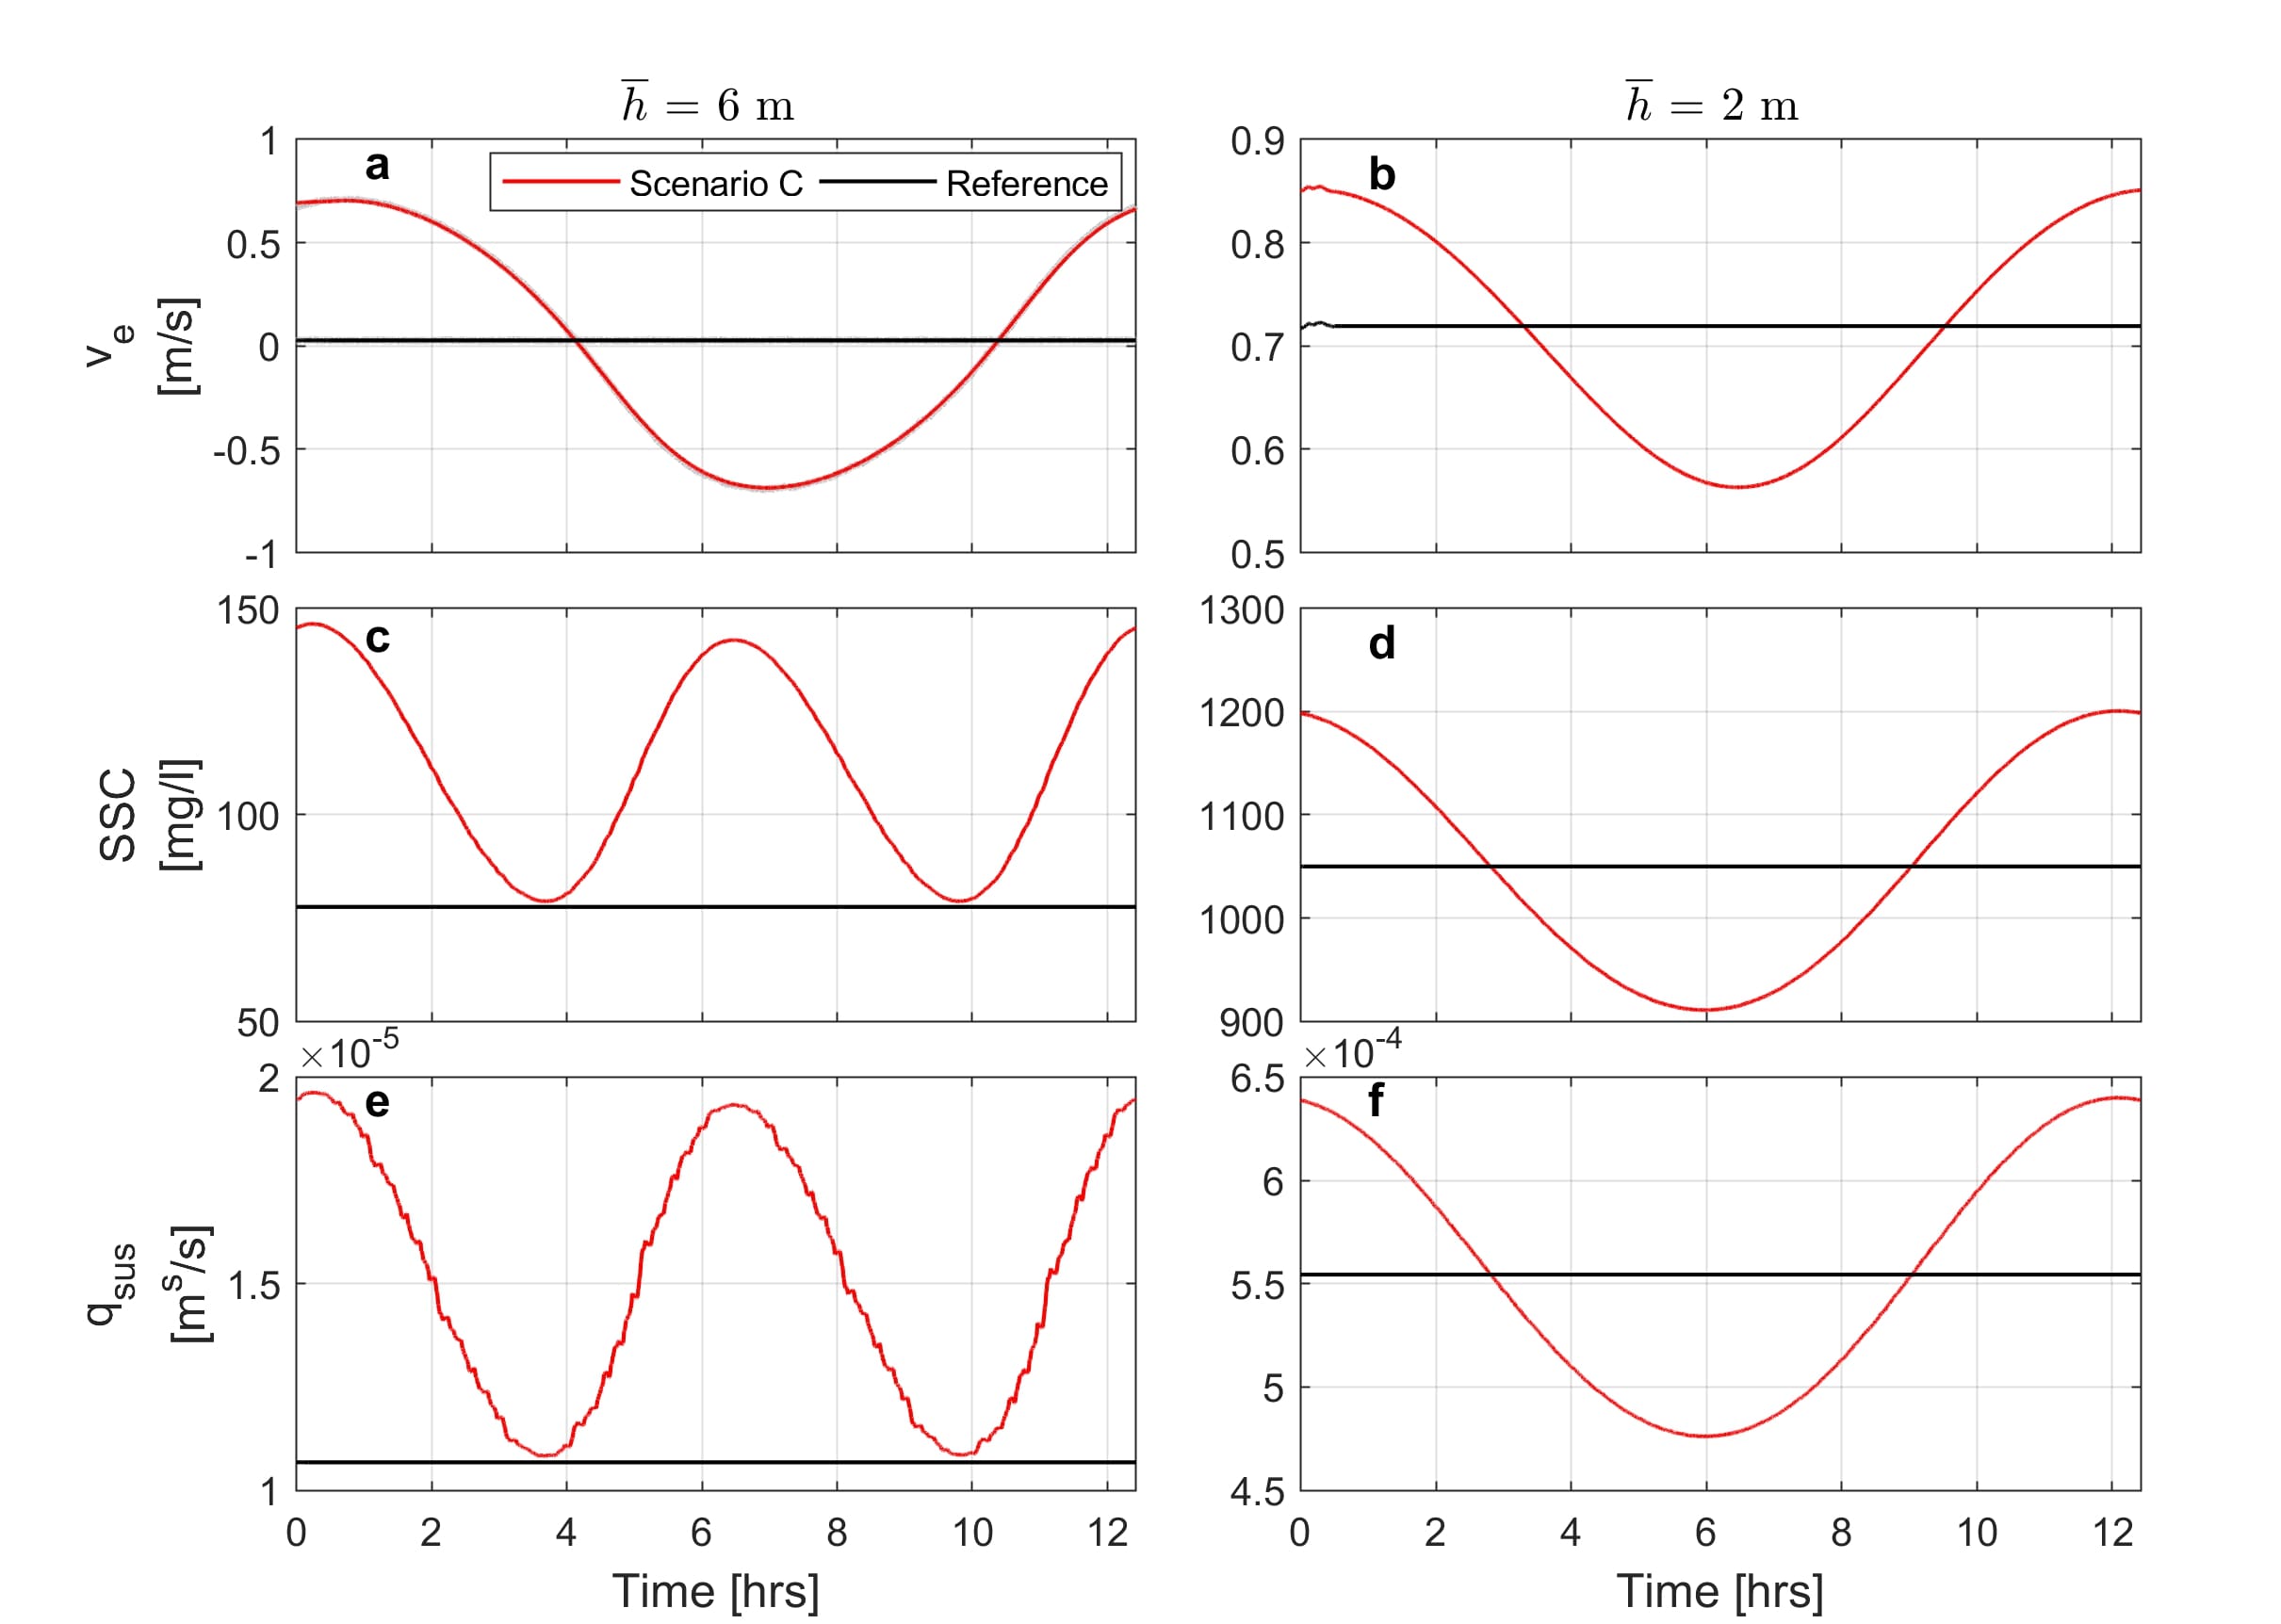 h̅ = 6 m
h̅ = 2 m
1
0.5
0
-0.5
-1
v_e
[m/s]
a
Scenario C
Reference
0.9
0.8
0.7
0.6
0.5
b
150
100
50
SSC
[mg/l]
c
1300
1200
1100
1000
900
d
×10^-5
2
1.5
1
q_sus
[m^s/s]
e
0 2 4 6 8 10 12
Time [hrs]
×10^-4
6.5
6
5.5
5
4.5
f
0 2 4 6 8 10 12
Time [hrs]